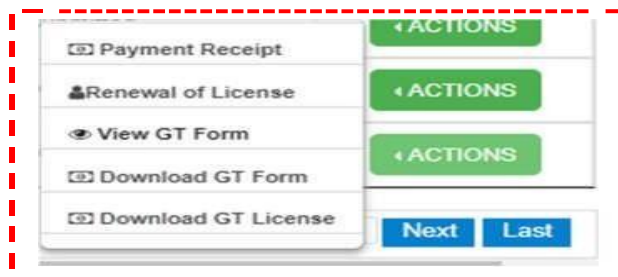 ACTIONS
Payment Receipt
Renewal of License
ACTIONS
View GT Form
ACTIONS
Download GT Form
Download GT License
Next Last